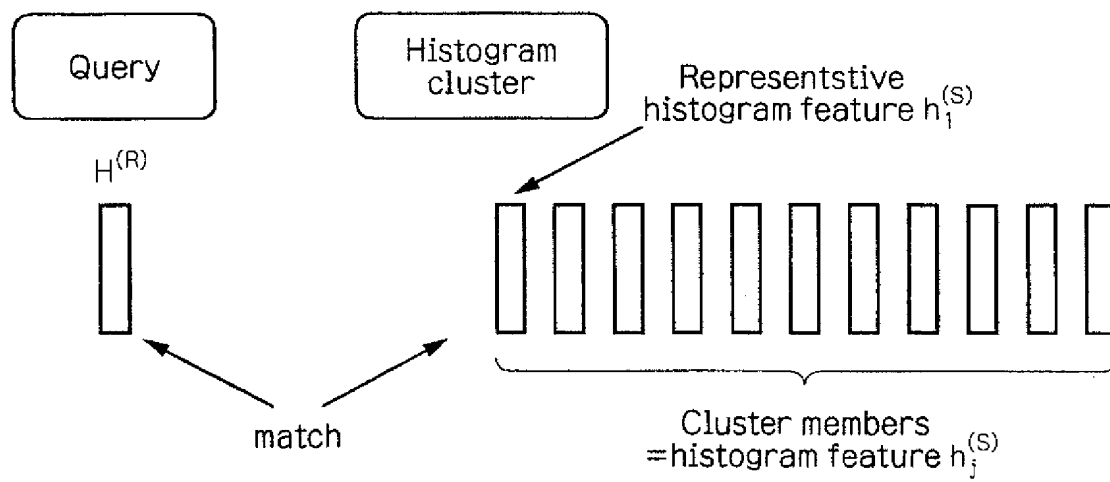 Query
Histogram
cluster
Representstive
histogram feature h₁⁽ˢ⁾
H⁽ᴿ⁾
match
Cluster members
=histogram feature hⱼ⁽ˢ⁾